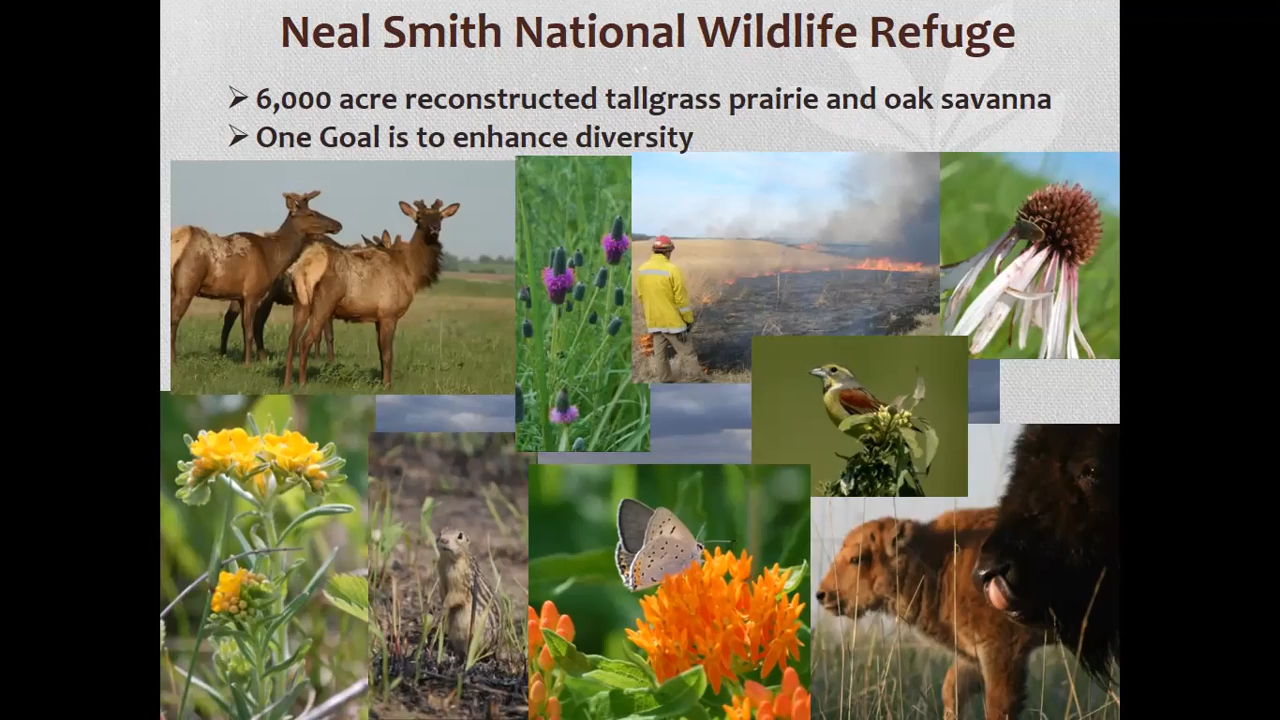 Neal Smith National Wildlife Refuge
➢ 6,000 acre reconstructed tallgrass prairie and oak savanna
➢ One Goal is to enhance diversity